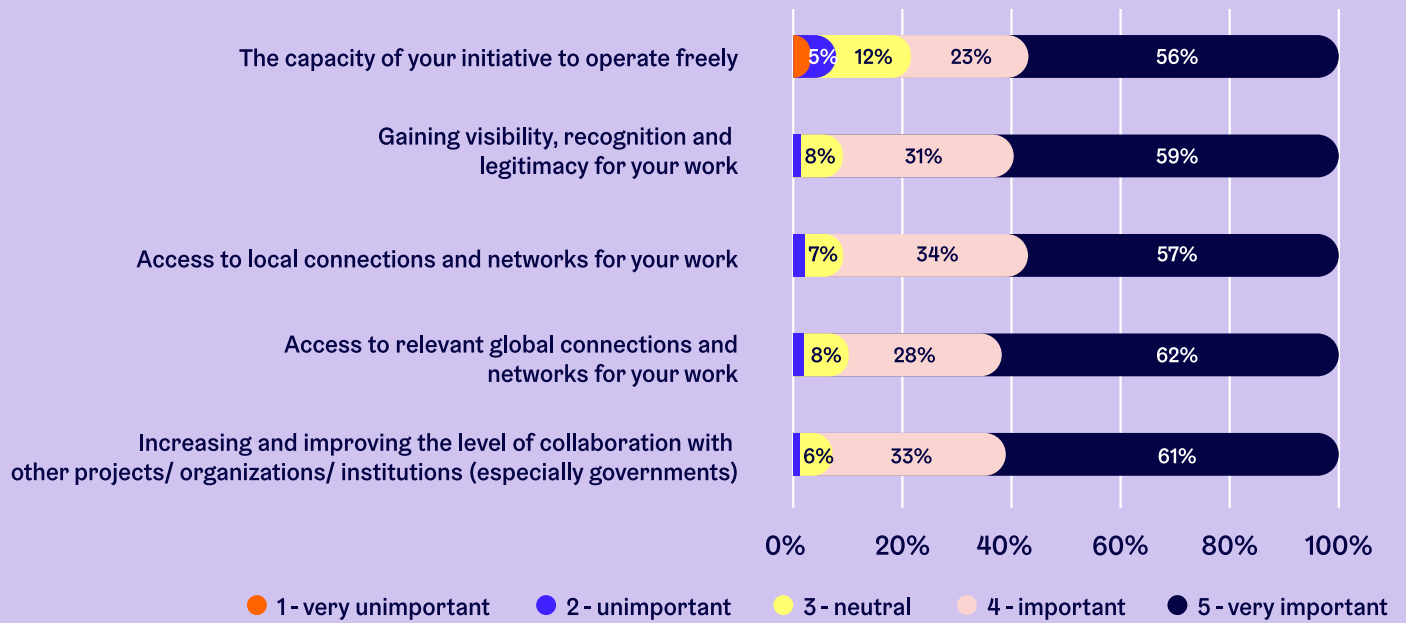 The capacity of your initiative to operate freely
5% 12% 23% 56%
Gaining visibility, recognition and
legitimacy for your work
8% 31% 59%
Access to local connections and networks for your work
7% 34% 57%
Access to relevant global connections and
networks for your work
8% 28% 62%
Increasing and improving the level of collaboration with
other projects/ organizations/ institutions (especially governments)
6% 33% 61%
0% 20% 40% 60% 80% 100%
1 - very unimportant 2 - unimportant 3 - neutral 4 - important 5 - very important